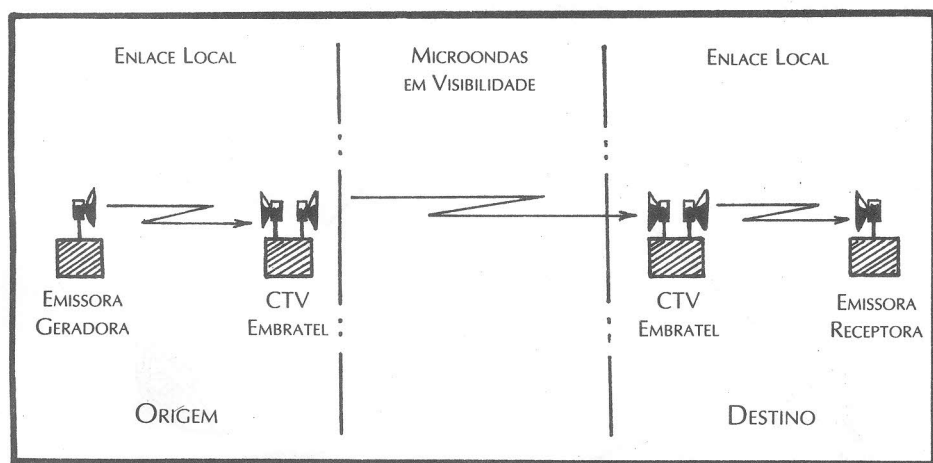 Enlace Local
Microondas
em Visibilidade
Enlace Local
Emissora
Geradora
CTV
Embratel
CTV
Embratel
Emissora
Receptora
Origem
Destino